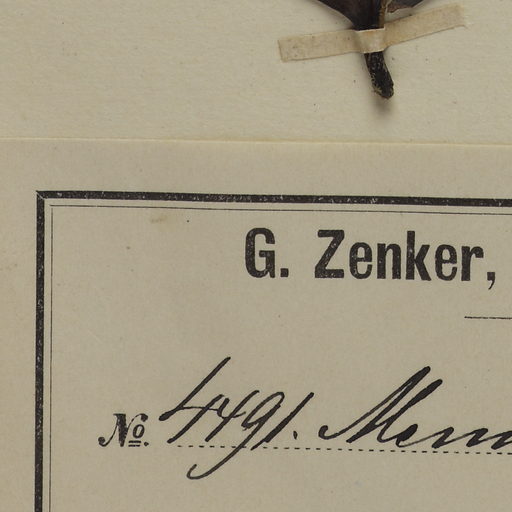 G. Zenker,
No. 4491.